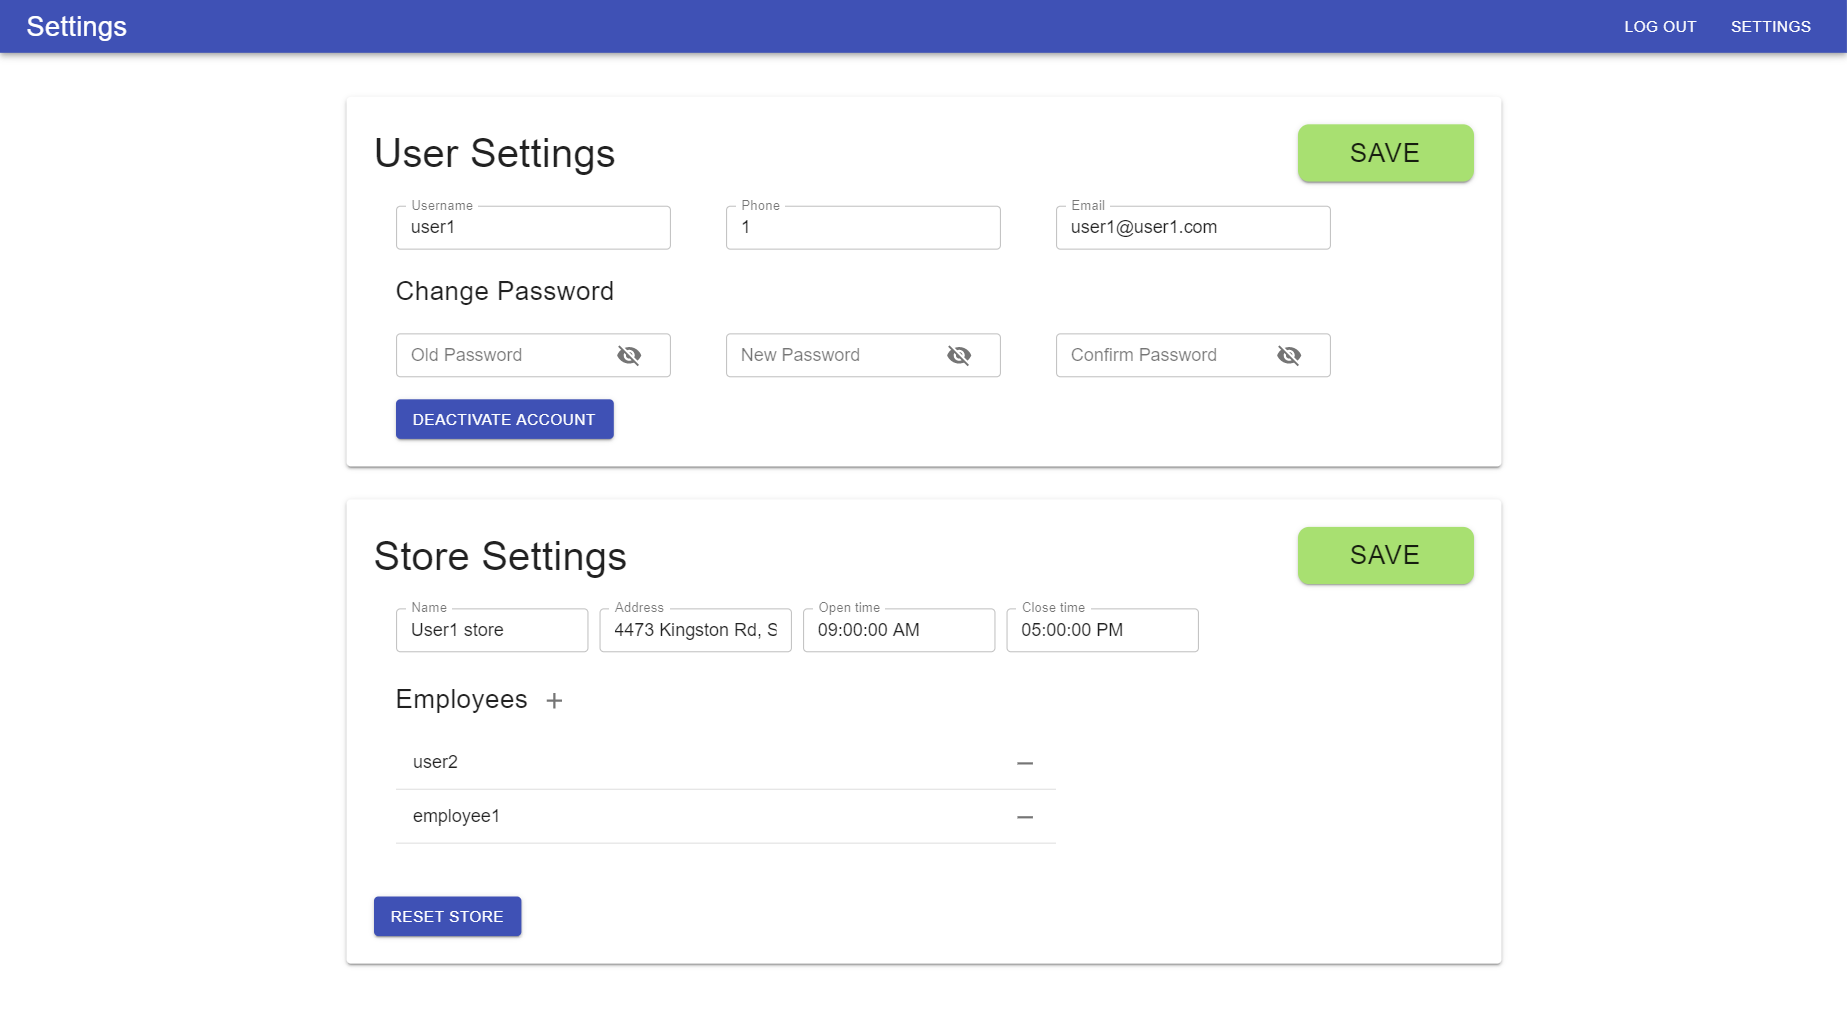 Settings LOG OUT SETTINGS
User Settings SAVE
Username Phone Email
user1 1 user1@user1.com
Change Password
Old Password New Password Confirm Password
DEACTIVATE ACCOUNT
Store Settings SAVE
Name Address Open time Close time
User1 store 4473 Kingston Rd, S 09:00:00 AM 05:00:00 PM
Employees +
user2
employee1
RESET STORE